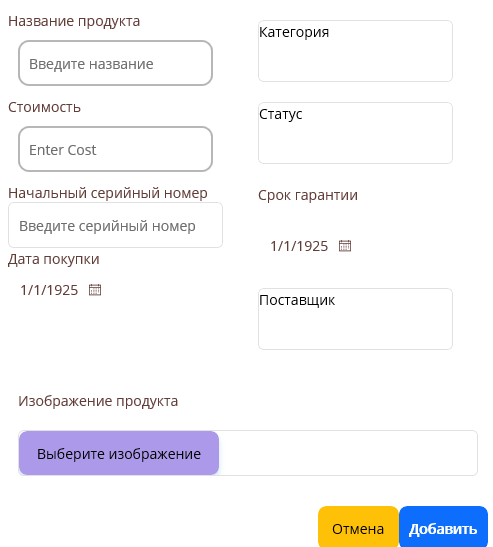 Название продукта
Введите название
Стоимость
Enter Cost
Начальный серийный номер
Введите серийный номер
Дата покупки
1/1/1925
Категория
Статус
Срок гарантии
1/1/1925
Поставщик
Изображение продукта
Выберите изображение
Отмена
Добавить